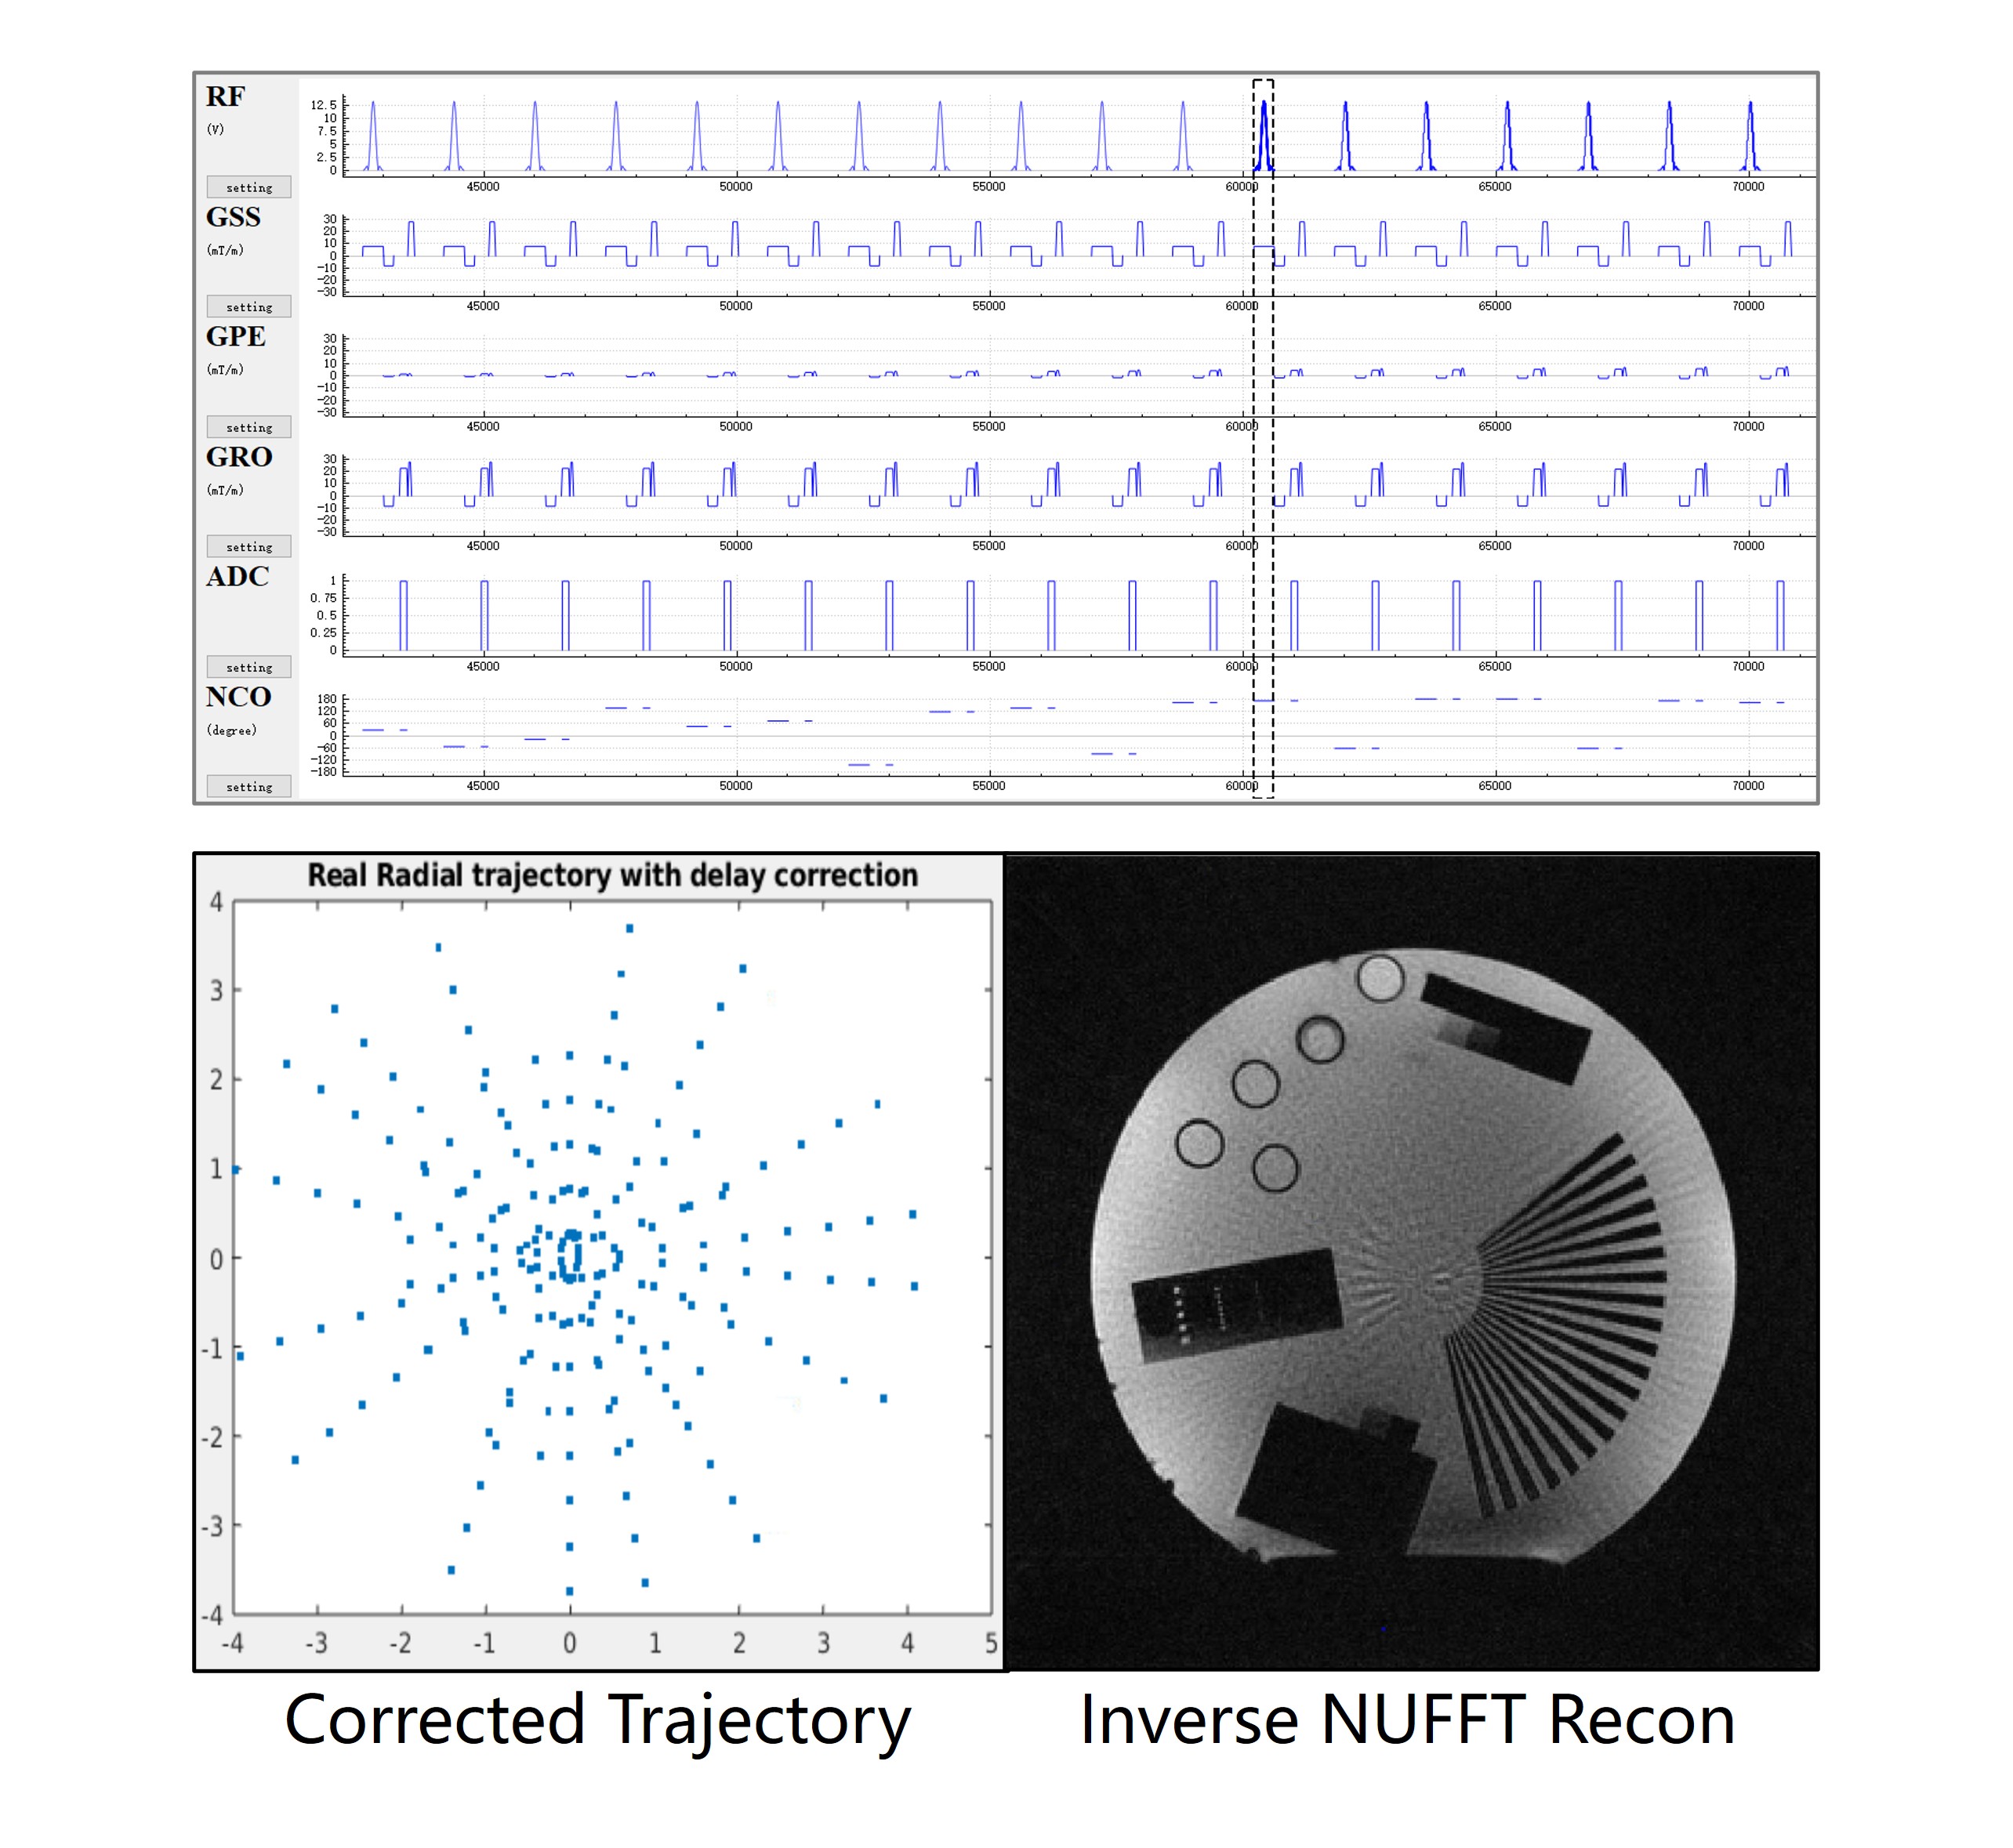 RF
(V)
12.5
10
7.5
5
2.5
0
setting
45000 50000 55000 60000 65000 70000
GSS
(mT/m)
30
20
10
0
-10
-20
-30
setting
45000 50000 55000 60000 65000 70000
GPE
(mT/m)
30
20
10
0
-10
-20
-30
setting
45000 50000 55000 60000 65000 70000
GRO
(mT/m)
30
20
10
0
-10
-20
-30
setting
45000 50000 55000 60000 65000 70000
ADC
1
0.75
0.5
0.25
0
setting
45000 50000 55000 60000 65000 70000
NCO
(degree)
180
120
60
0
-60
-120
-180
setting
45000 50000 55000 60000 65000 70000
Real Radial trajectory with delay correction
4
3
2
1
0
-1
-2
-3
-4
-4 -3 -2 -1 0 1 2 3 4 5
Corrected Trajectory
Inverse NUFFT Recon